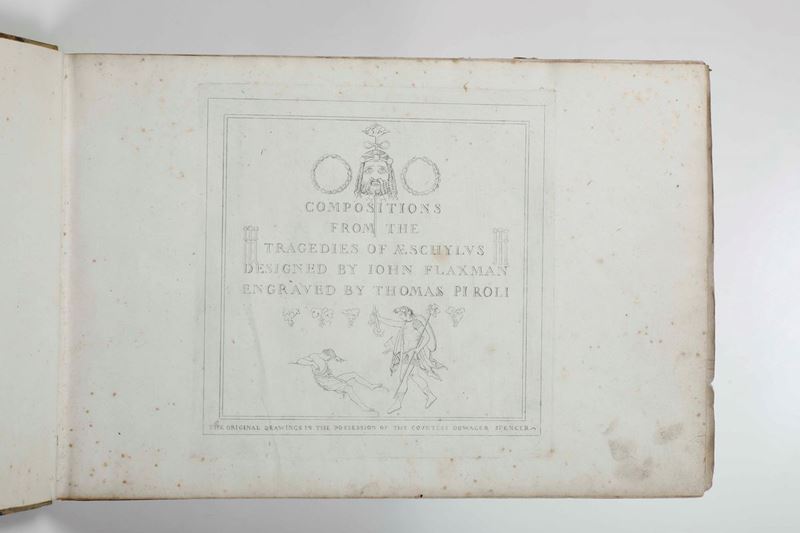 COMPOSITIONS
FROM THE
TRAGEDIES OF ÆSCHYLVS
DESIGNED BY IOHN FLAXMAN
ENGRAVED BY THOMAS PIROLI
THE ORIGINAL DRAWINGS IN THE POSSESSION OF THE COUNTESS DOWAGER SPENCER